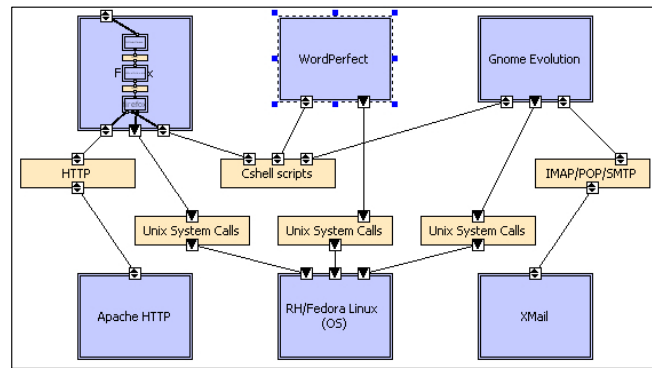 WordPerfect
Gnome Evolution
HTTP
Cshell scripts
IMAP/POP/SMTP
Unix System Calls
Unix System Calls
Unix System Calls
Apache HTTP
RH/Fedora Linux
(OS)
XMail